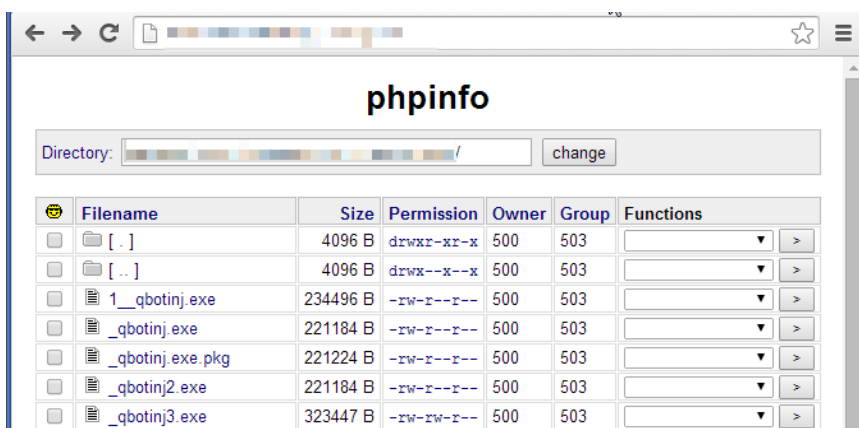 phpinfo
Directory: / change
Filename Size Permission Owner Group Functions
[ . ] 4096 B drwxr-xr-x 500 503 >
[ .. ] 4096 B drwx--x--x 500 503 >
1__qbotinj.exe 234496 B -rw-r--r-- 500 503 >
_qbotinj.exe 221184 B -rw-r--r-- 500 503 >
_qbotinj.exe.pkg 221224 B -rw-r--r-- 500 503 >
_qbotinj2.exe 221184 B -rw-r--r-- 500 503 >
_qbotinj3.exe 323447 B -rw-rw-r-- 500 503 >